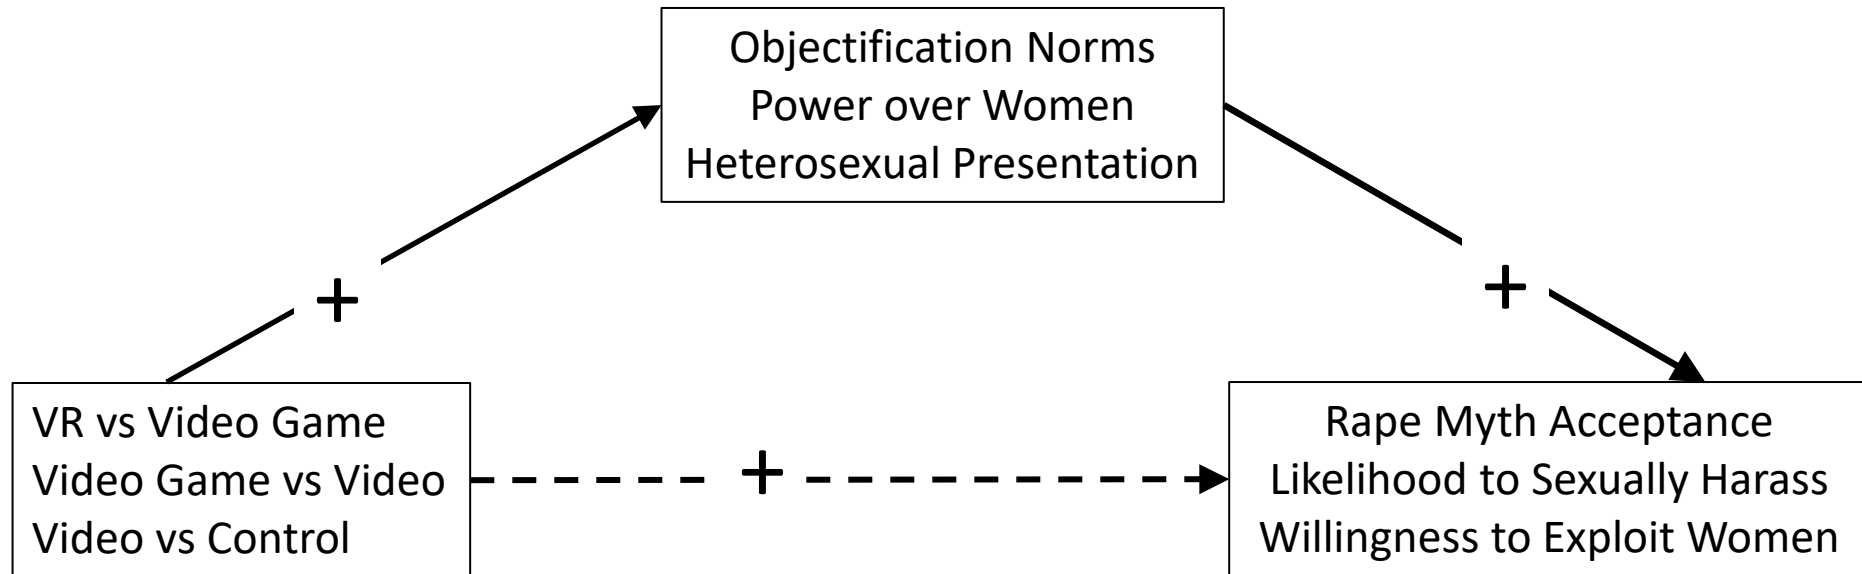 Objectification Norms
Power over Women
Heterosexual Presentation
+
+
VR vs Video Game
Video Game vs Video
Video vs Control
+
Rape Myth Acceptance
Likelihood to Sexually Harass
Willingness to Exploit Women